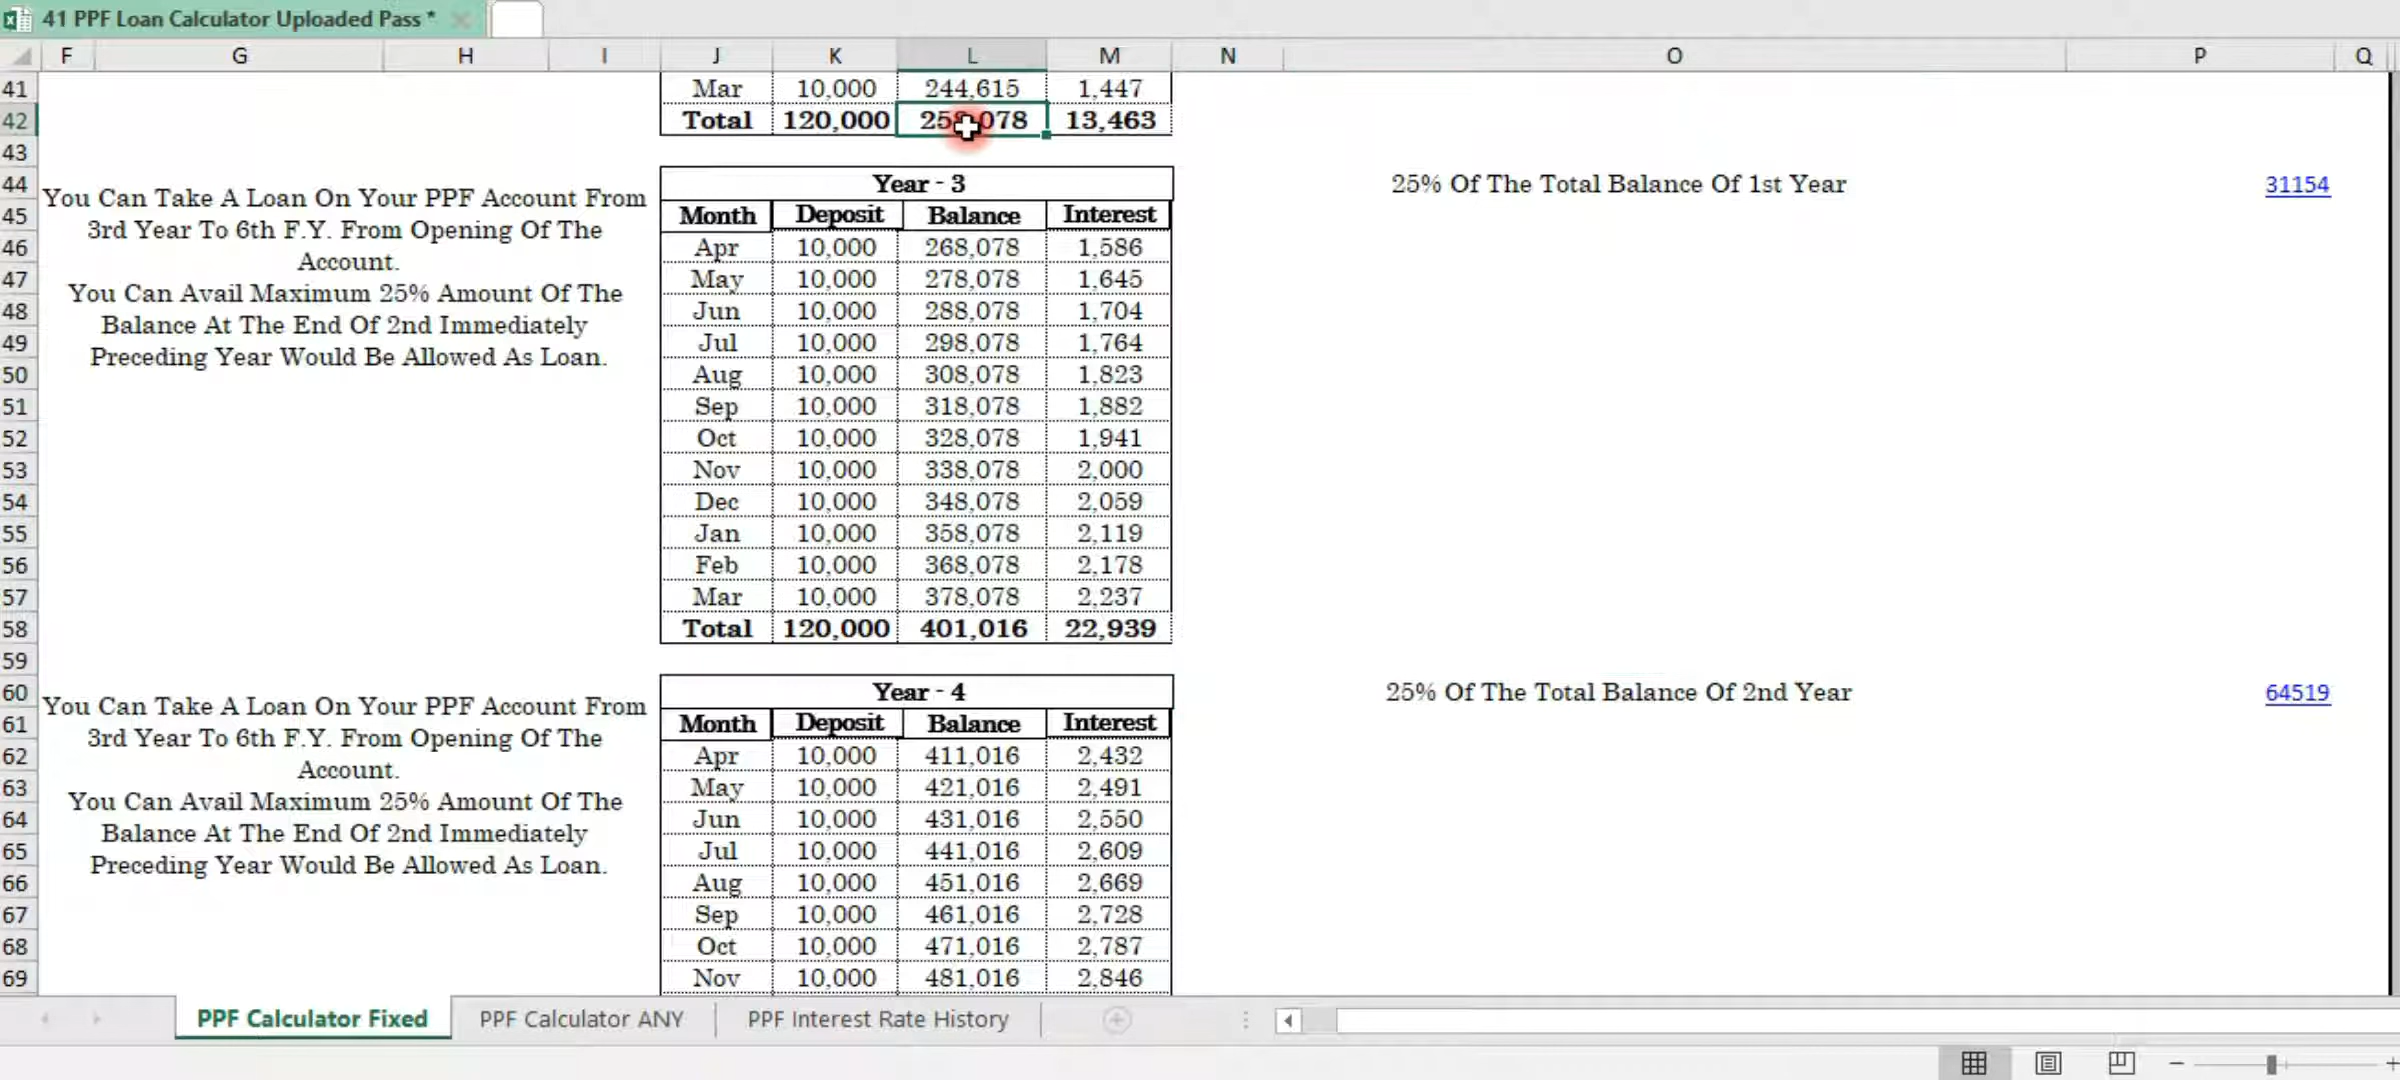 41 PPF Loan Calculator Uploaded Pass *
F G H I J K L M N O P Q
41 Mar 10,000 244,615 1,447
42 Total 120,000 078 13,463
43
44 Year - 3 25% Of The Total Balance Of 1st Year 31154
You Can Take A Loan On Your PPF Account From
3rd Year To 6th F.Y. From Opening Of The
Account.
You Can Avail Maximum 25% Amount Of The
Balance At The End Of 2nd Immediately
Preceding Year Would Be Allowed As Loan.
45 Month Deposit Balance Interest
46 Apr 10,000 268,078 1,586
47 May 10,000 278,078 1,645
48 Jun 10,000 288,078 1,704
49 Jul 10,000 298,078 1,764
50 Aug 10,000 308,078 1,823
51 Sep 10,000 318,078 1,882
52 Oct 10,000 328,078 1,941
53 Nov 10,000 338,078 2,000
54 Dec 10,000 348,078 2,059
55 Jan 10,000 358,078 2,119
56 Feb 10,000 368,078 2,178
57 Mar 10,000 378,078 2,237
58 Total 120,000 401,016 22,939
59
60 Year - 4 25% Of The Total Balance Of 2nd Year 64519
You Can Take A Loan On Your PPF Account From
3rd Year To 6th F.Y. From Opening Of The
Account.
You Can Avail Maximum 25% Amount Of The
Balance At The End Of 2nd Immediately
Preceding Year Would Be Allowed As Loan.
61 Month Deposit Balance Interest
62 Apr 10,000 411,016 2,432
63 May 10,000 421,016 2,491
64 Jun 10,000 431,016 2,550
65 Jul 10,000 441,016 2,609
66 Aug 10,000 451,016 2,669
67 Sep 10,000 461,016 2,728
68 Oct 10,000 471,016 2,787
69 Nov 10,000 481,016 2,846
PPF Calculator Fixed PPF Calculator ANY PPF Interest Rate History